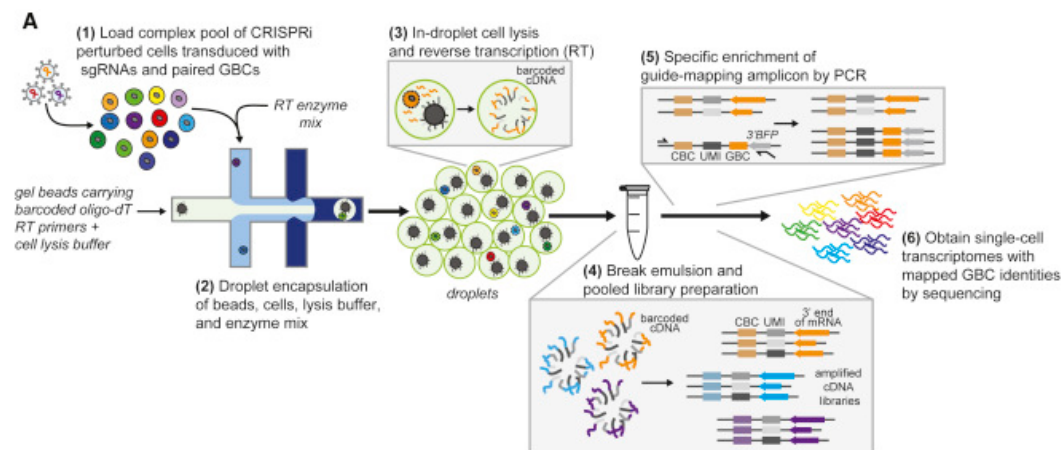 A
(1) Load complex pool of CRISPRi
perturbed cells transduced with
sgRNAs and paired GBCs
RT enzyme
mix
gel beads carrying
barcoded oligo-dT
RT primers +
cell lysis buffer
(2) Droplet encapsulation
of beads, cells, lysis buffer,
and enzyme mix
(3) In-droplet cell lysis
and reverse transcription (RT)
barcoded
cDNA
droplets
(4) Break emulsion and
pooled library preparation
barcoded
cDNA
CBC UMI
3' end
of mRNA
amplified
cDNA
libraries
(5) Specific enrichment of
guide-mapping amplicon by PCR
3'BFP
CBC UMI GBC
(6) Obtain single-cell
transcriptomes with
mapped GBC identities
by sequencing